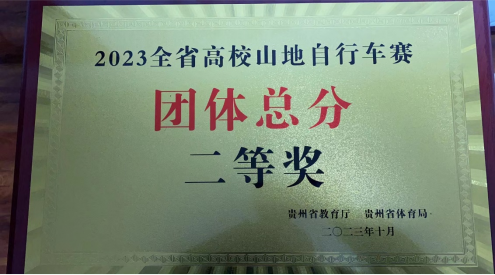 2023全省高校山地自行车赛
团体总分
二等奖
贵州省教育厅 贵州省体育局
二〇二三年十月